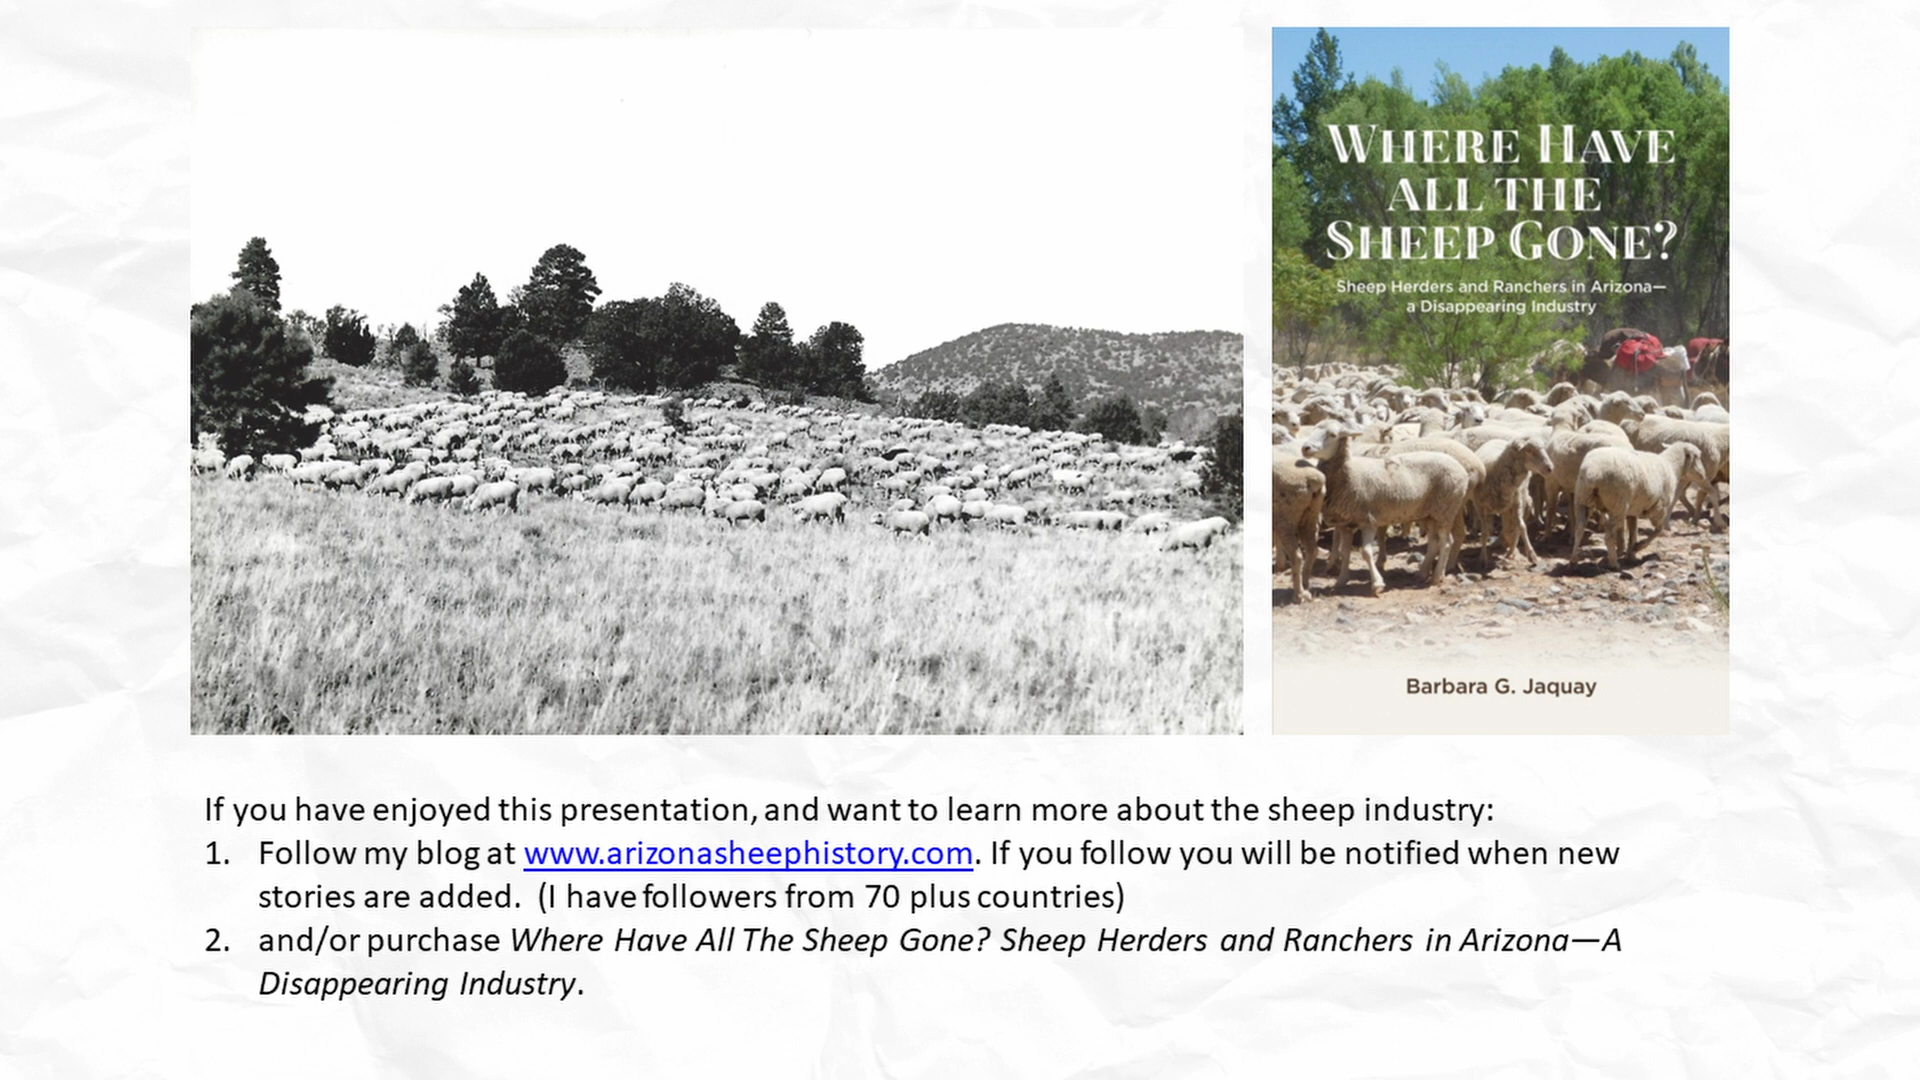 WHERE HAVE
ALL THE
SHEEP GONE?
Sheep Herders and Ranchers in Arizona—
a Disappearing Industry
Barbara G. Jaquay
If you have enjoyed this presentation, and want to learn more about the sheep industry:
1. Follow my blog at www.arizonasheephistory.com. If you follow you will be notified when new
stories are added. (I have followers from 70 plus countries)
2. and/or purchase Where Have All The Sheep Gone? Sheep Herders and Ranchers in Arizona—A
Disappearing Industry.